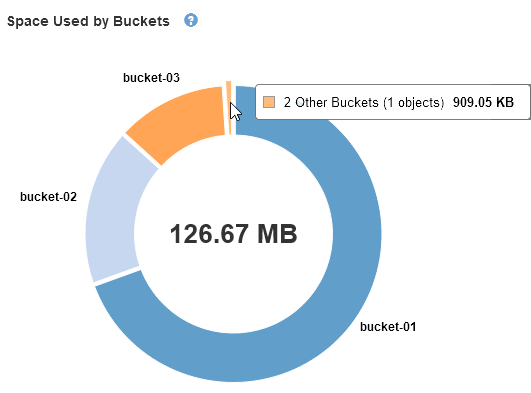 Space Used by Buckets ?
bucket-03
2 Other Buckets (1 objects) 909.05 KB
bucket-02
126.67 MB
bucket-01